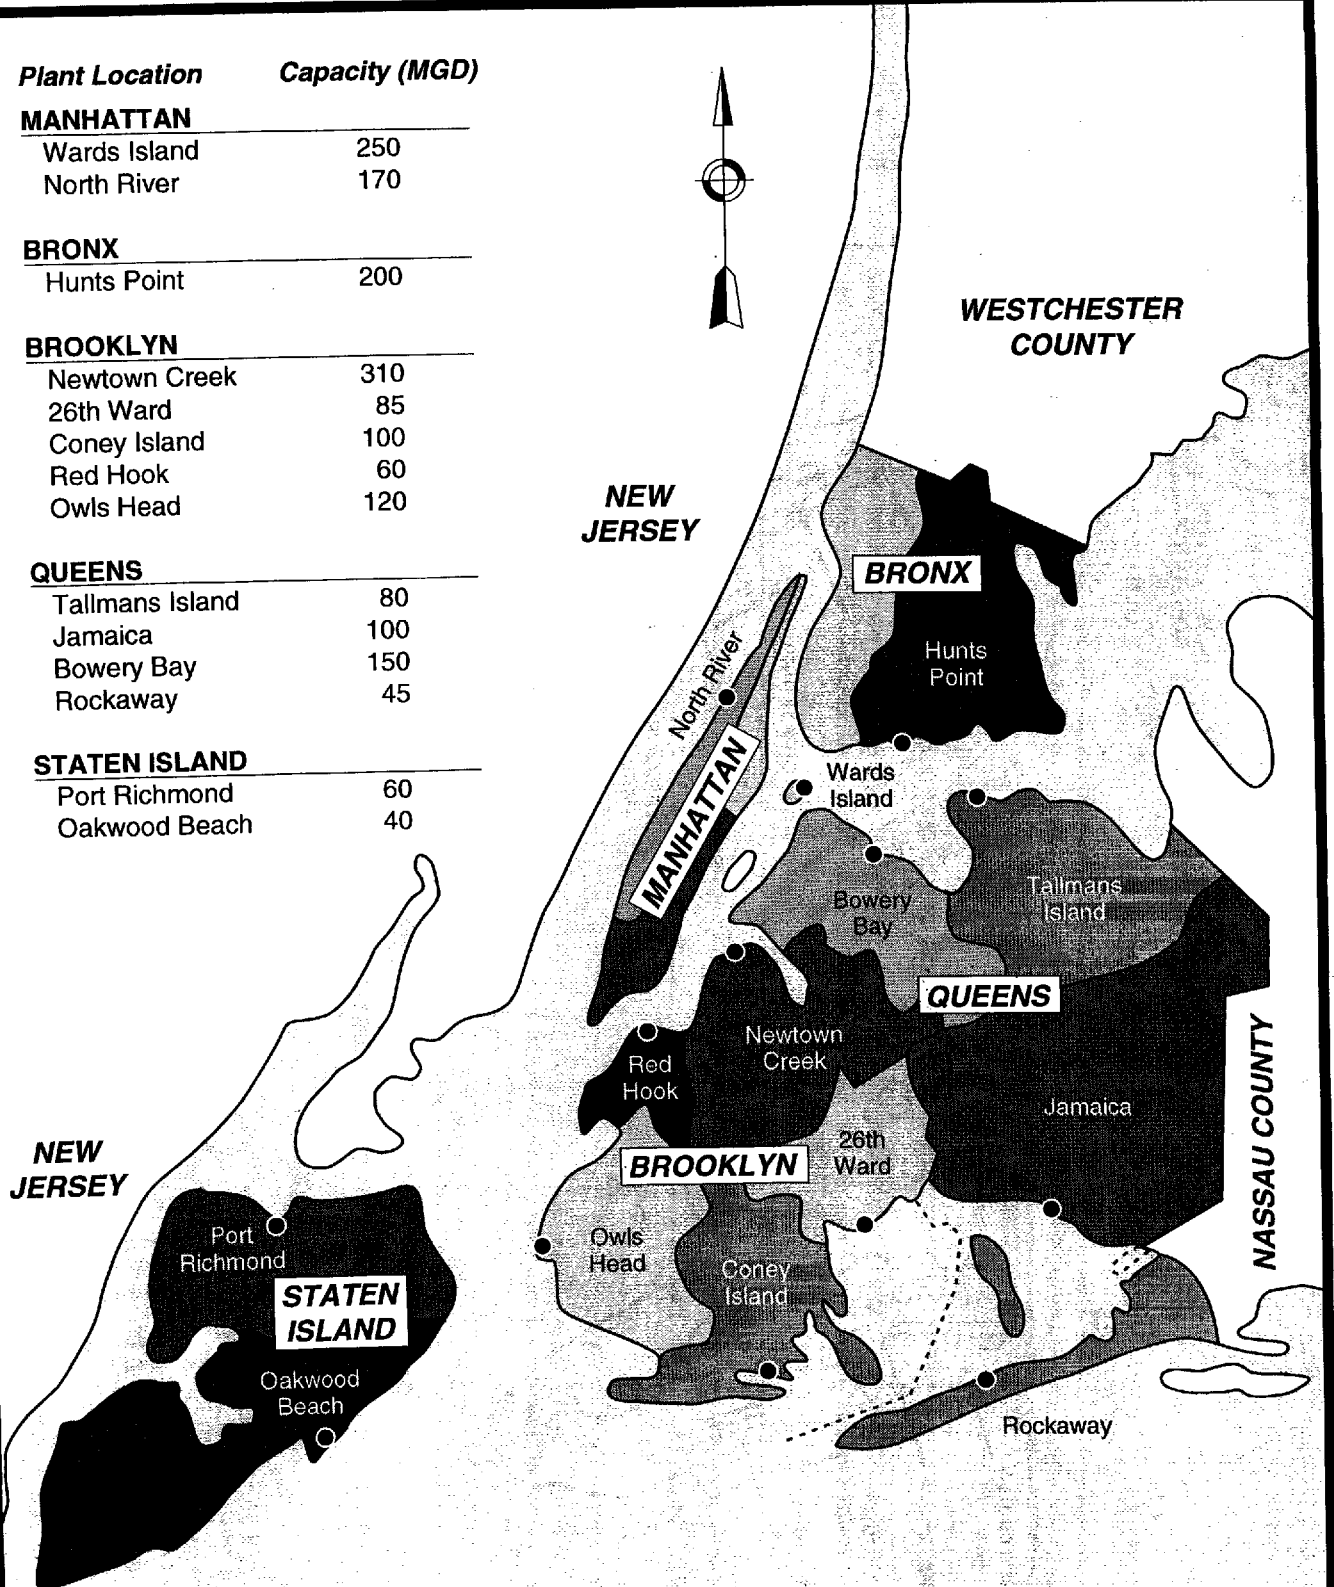 Plant Location Capacity (MGD)
MANHATTAN
Wards Island 250
North River 170
BRONX
Hunts Point 200
BROOKLYN
Newtown Creek 310
26th Ward 85
Coney Island 100
Red Hook 60
Owls Head 120
QUEENS
Tallmans Island 80
Jamaica 100
Bowery Bay 150
Rockaway 45
STATEN ISLAND
Port Richmond 60
Oakwood Beach 40
WESTCHESTER
COUNTY
NEW
JERSEY
BRONX
Hunts
Point
North River
MANHATTAN
Wards
Island
Bowery
Bay
Tallmans
Island
QUEENS
Newtown
Creek
Red
Hook
Jamaica
NASSAU COUNTY
26th
Ward
BROOKLYN
NEW
JERSEY
Port
Richmond
Owls
Head
Coney
Island
STATEN
ISLAND
Oakwood
Beach
Rockaway